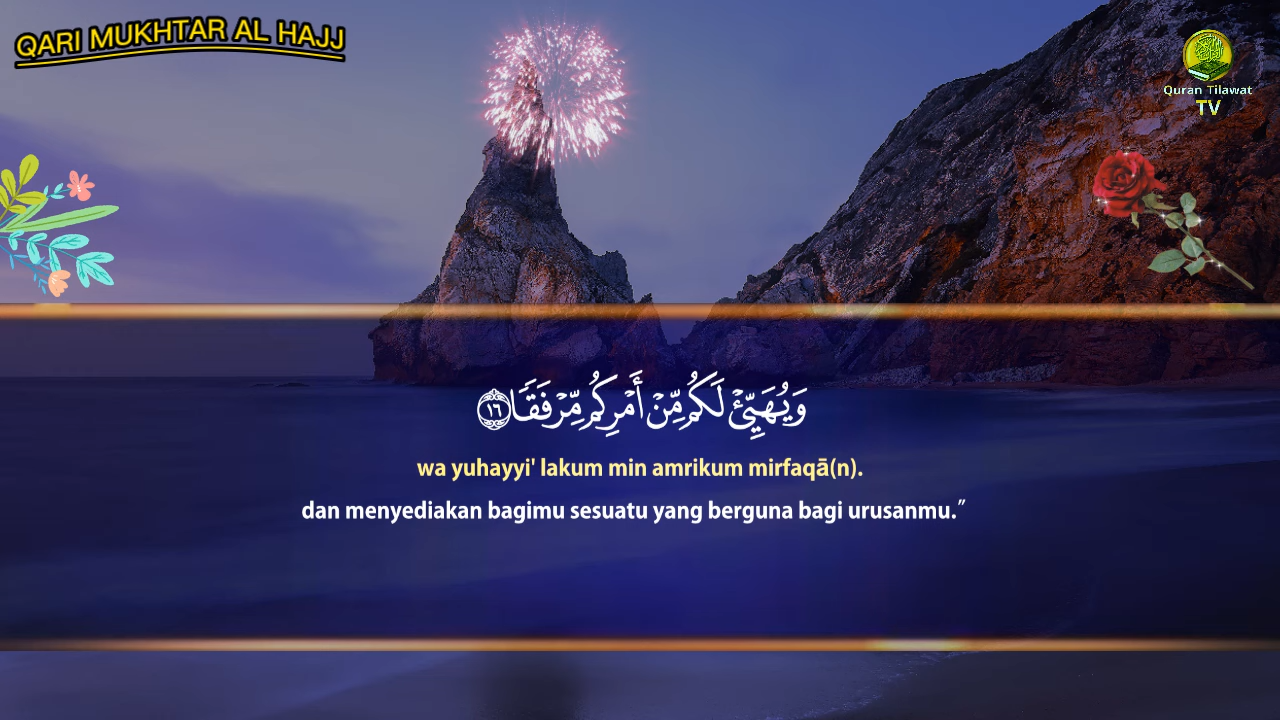 QARI MUKHTAR AL HAJJ
Quran Tilawat
TV
وَيُهَيِّئْ لَكُم مِّنْ أَمْرِكُم مِّرْفَقًا ١٦
wa yuhayyi' lakum min amrikum mirfaqā(n).
dan menyediakan bagimu sesuatu yang berguna bagi urusanmu.”